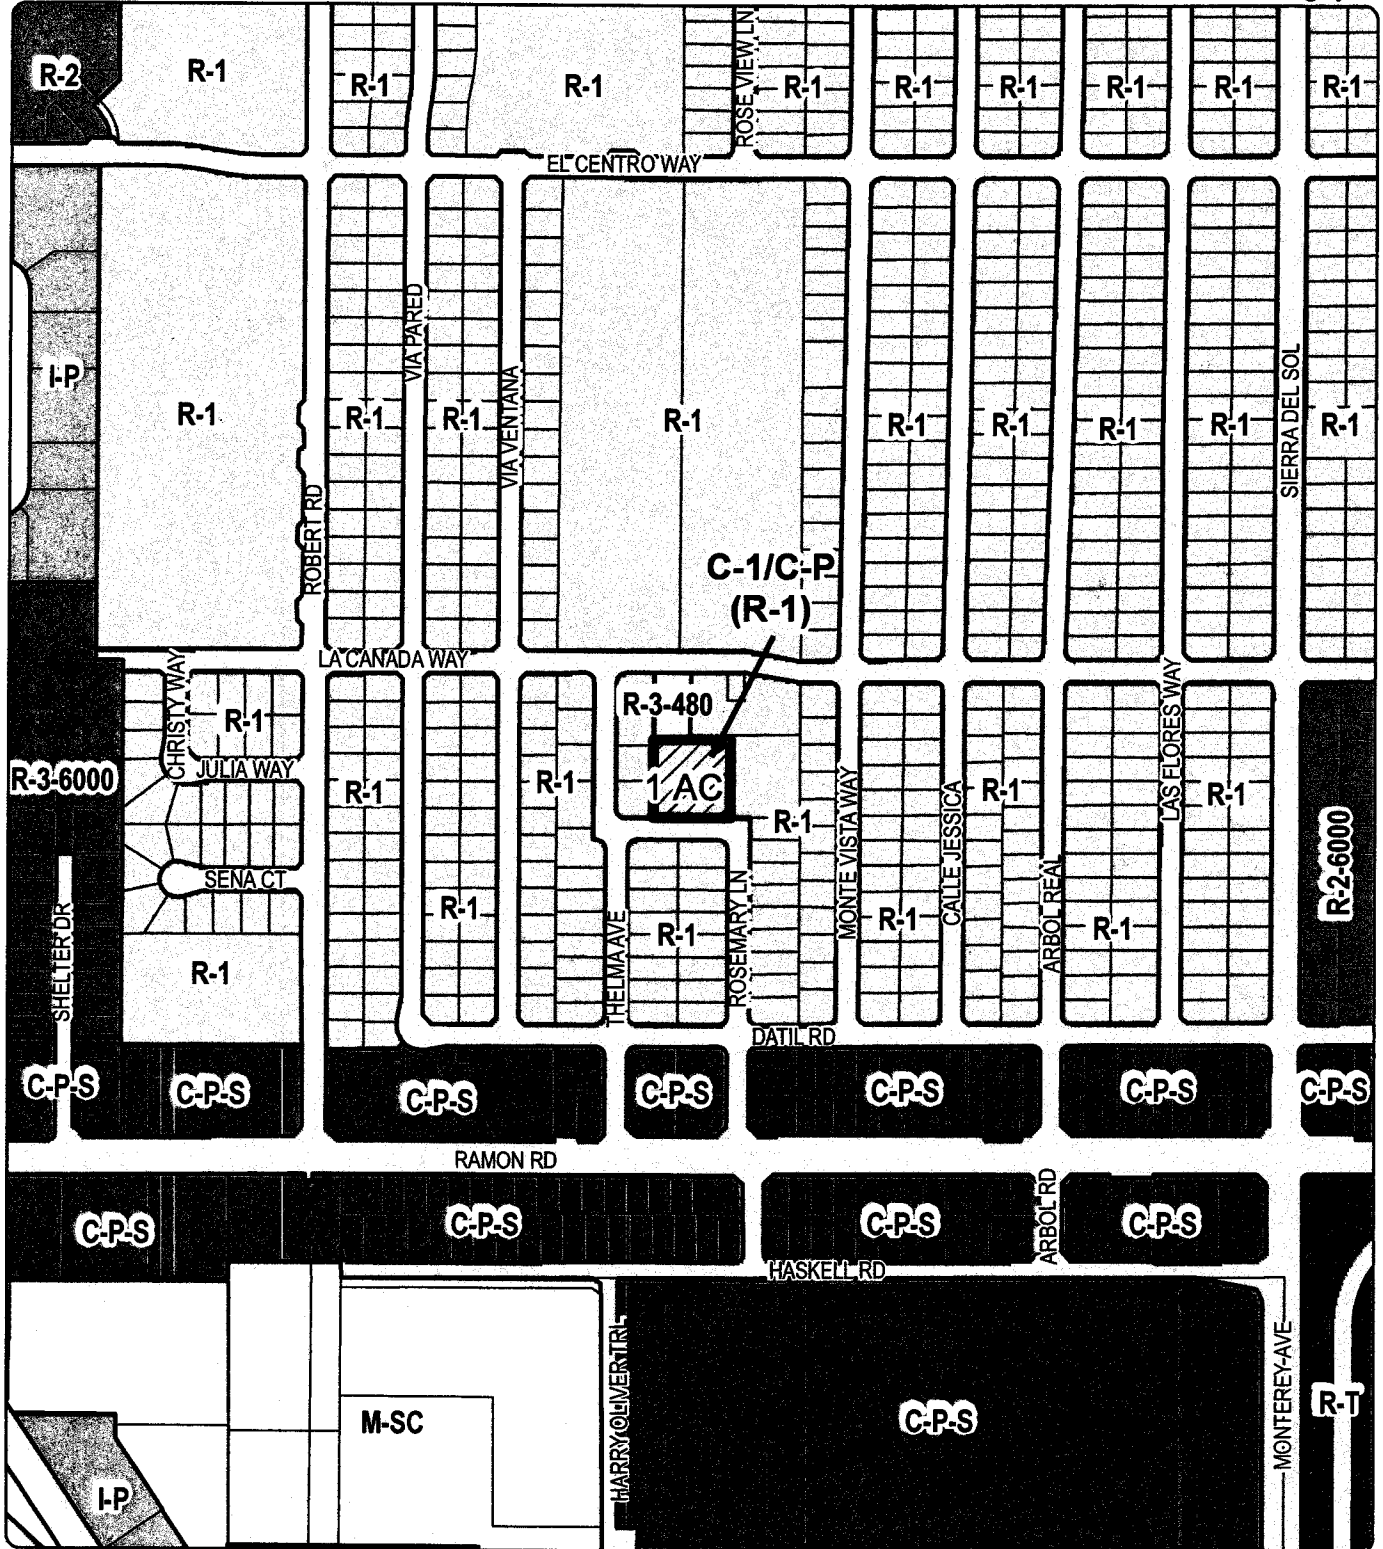 R-2
R-1
R-1
R-1
ROSE VIEW LN
R-1
R-1
R-1
R-1
R-1
R-1
EL CENTRO WAY
I-P
R-1
VIA PARED
R-1
R-1
VIA VENTANA
R-1
R-1
R-1
R-1
R-1
SIERRA DEL SOL
R-1
ROBERT RD
C-1/C-P
(R-1)
LA CANADA WAY
CHRISTY WAY
R-1
R-3-480
LAS FLORES WAY
JULIA WAY
R-3-6000
R-1
R-1
1 AC
R-1
MONTE VISTA WAY
CALLE JESSICA
R-1
R-1
R-2-6000
SENA CT
R-1
THELMA AVE
R-1
ROSEMARY LN
R-1
ARBOL REAL
R-1
SHELTER DR
R-1
DATIL RD
C-P-S
C-P-S
C-P-S
C-P-S
C-P-S
C-P-S
C-P-S
RAMON RD
C-P-S
C-P-S
C-P-S
ARBOL RD
C-P-S
HASKELL RD
HARRY OLIVER TRL
MONTEREY AVE
M-SC
C-P-S
R-T
I-P